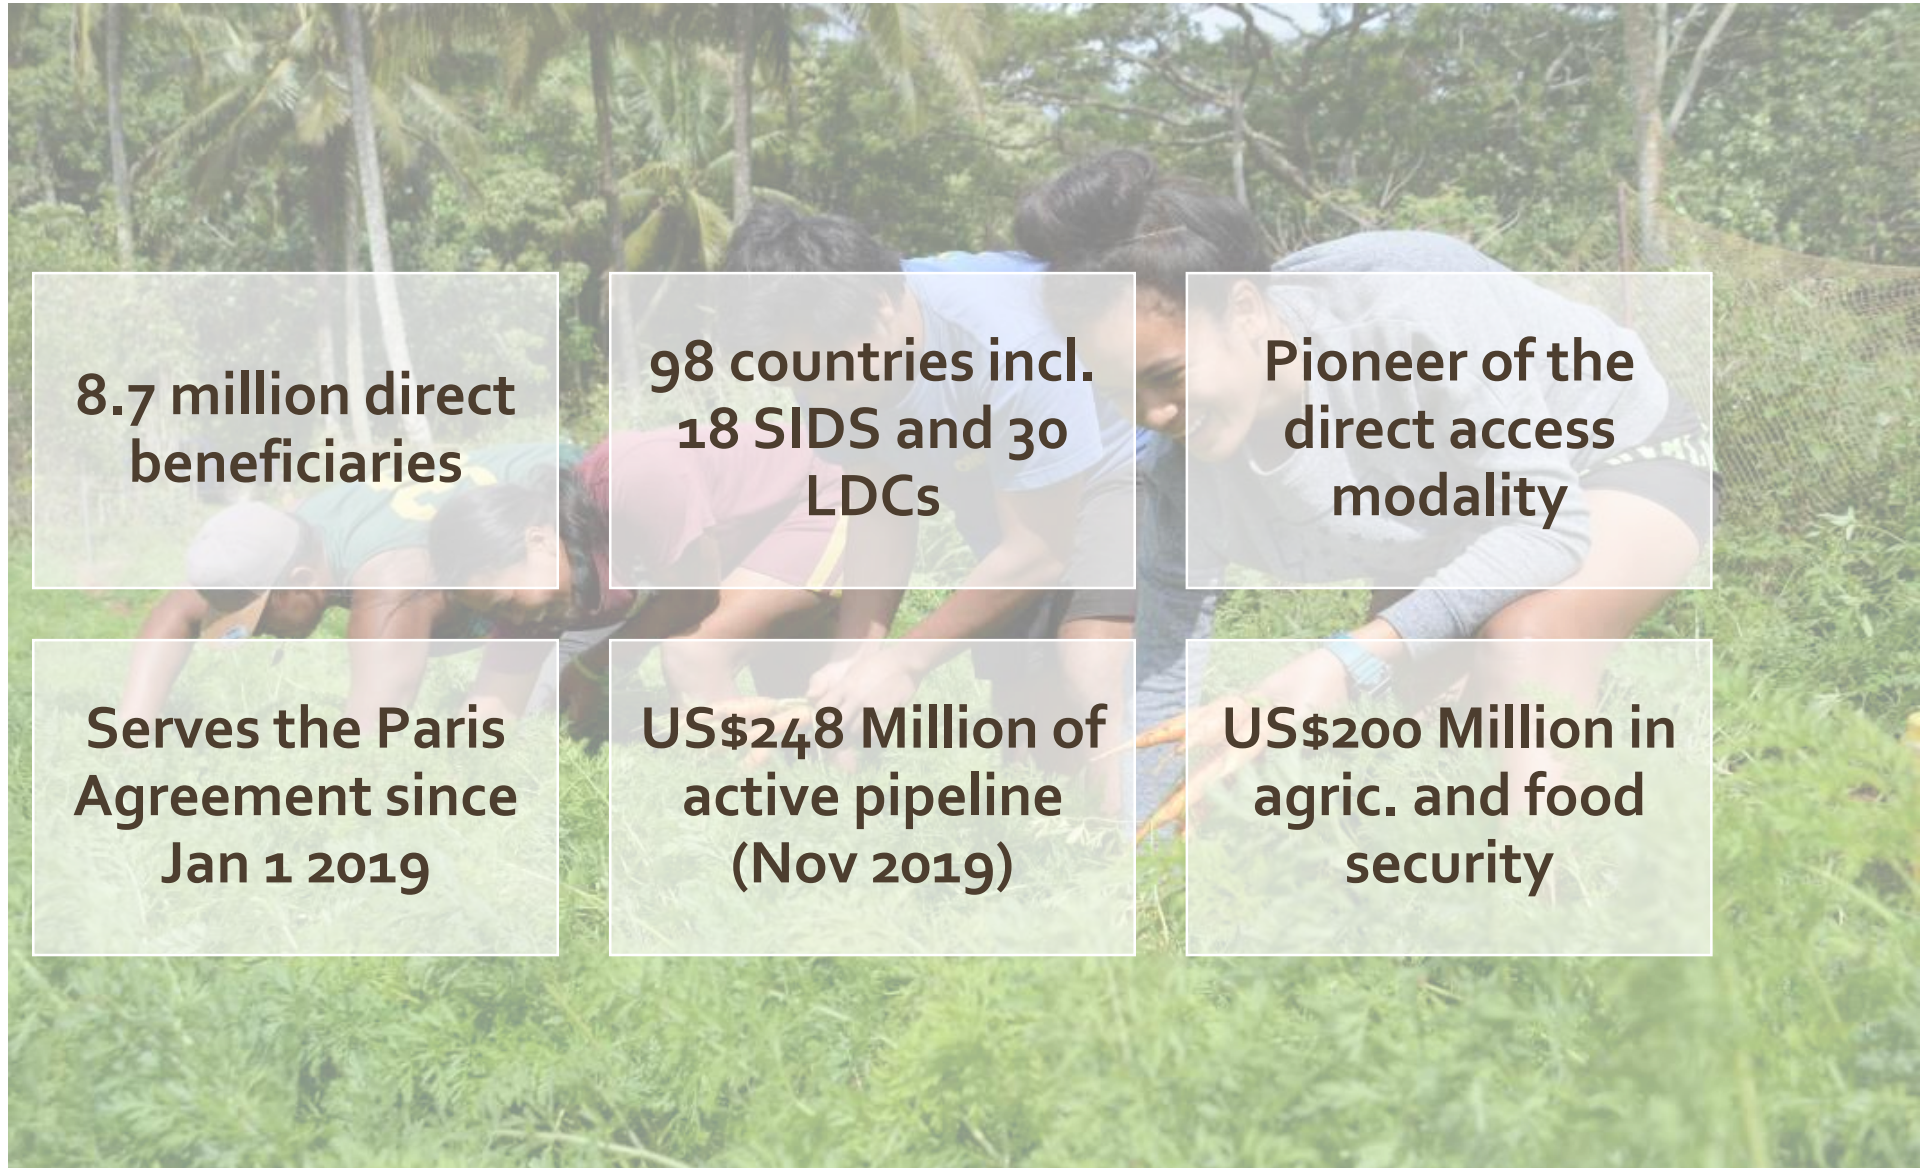 8.7 million direct
beneficiaries
98 countries incl.
18 SIDS and 30
LDCs
Pioneer of the
direct access
modality
Serves the Paris
Agreement since
Jan 1 2019
US$248 Million of
active pipeline
(Nov 2019)
US$200 Million in
agric. and food
security